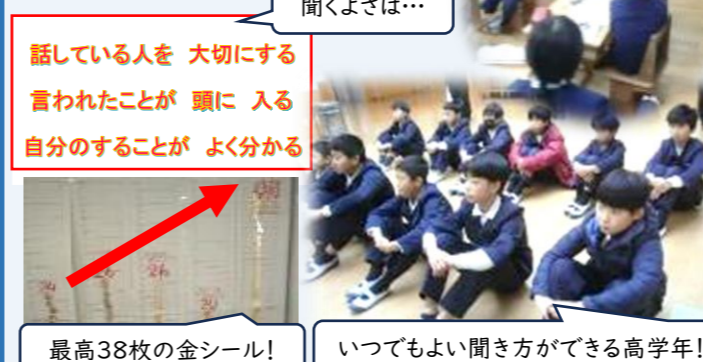 聞くよさは…
話している人を 大切にする
言われたことが 頭に 入る
自分のすることが よく分かる
最高38枚の金シール!
いつでもよい聞き方ができる高学年!